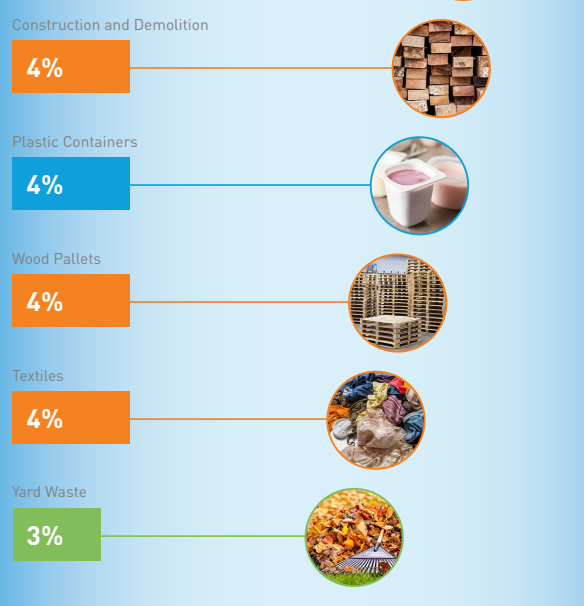 Construction and Demolition
4%
Plastic Containers
4%
Wood Pallets
4%
Textiles
4%
Yard Waste
3%